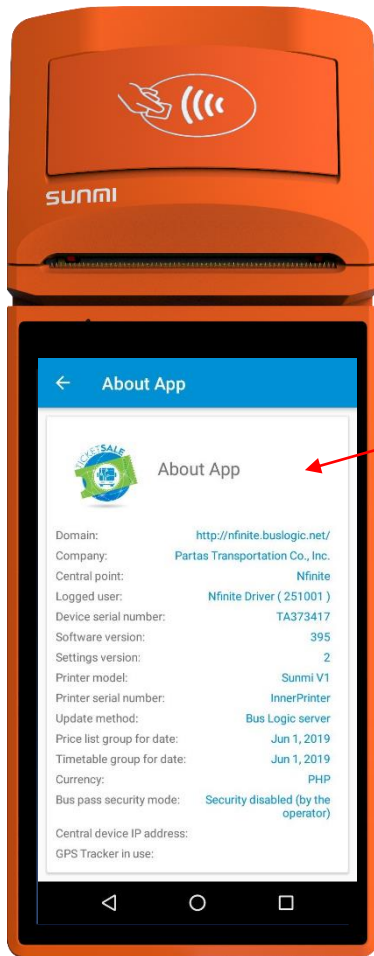 SUNMI
About App
TICKETSALE
About App
Domain: http://nfinite.buslogic.net/
Company: Partas Transportation Co., Inc.
Central point: Nfinite
Logged user: Nfinite Driver ( 251001 )
Device serial number: TA373417
Software version: 395
Settings version: 2
Printer model: Sunmi V1
Printer serial number: InnerPrinter
Update method: Bus Logic server
Price list group for date: Jun 1, 2019
Timetable group for date: Jun 1, 2019
Currency: PHP
Bus pass security mode: Security disabled (by the
operator)
Central device IP address:
GPS Tracker in use: